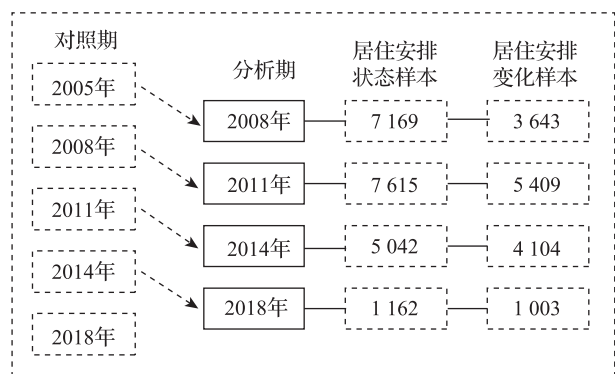 对照期
分析期
居住安排
状态样本
居住安排
变化样本
2005年
2008年
7 169
3 643
2008年
2011年
7 615
5 409
2011年
2014年
5 042
4 104
2014年
2018年
1 162
1 003
2018年